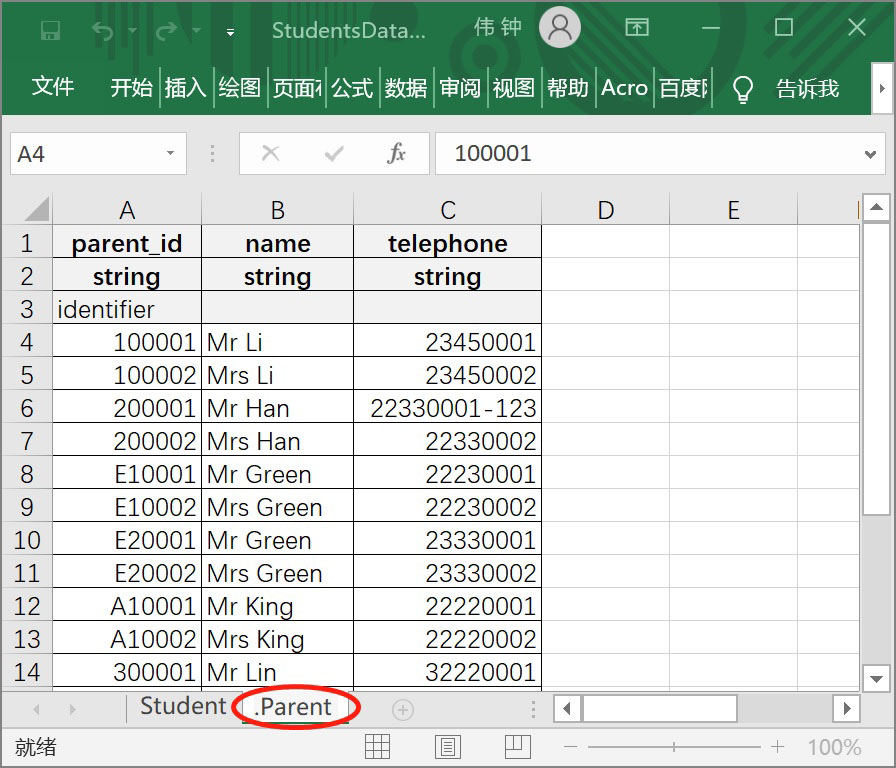 StudentsData...
伟 钟
文件 开始 插入 绘图 页面 公式 数据 审阅 视图 帮助 Acro 百度 告诉我
A4 fx 100001
A B C D E
1 parent_id name telephone
2 string string string
3 identifier
4 100001 Mr Li 23450001
5 100002 Mrs Li 23450002
6 200001 Mr Han 22330001-123
7 200002 Mrs Han 22330002
8 E10001 Mr Green 22230001
9 E10002 Mrs Green 22230002
10 E20001 Mr Green 23330001
11 E20002 Mrs Green 23330002
12 A10001 Mr King 22220001
13 A10002 Mrs King 22220002
14 300001 Mr Lin 32220001
Student .Parent
就绪 100%